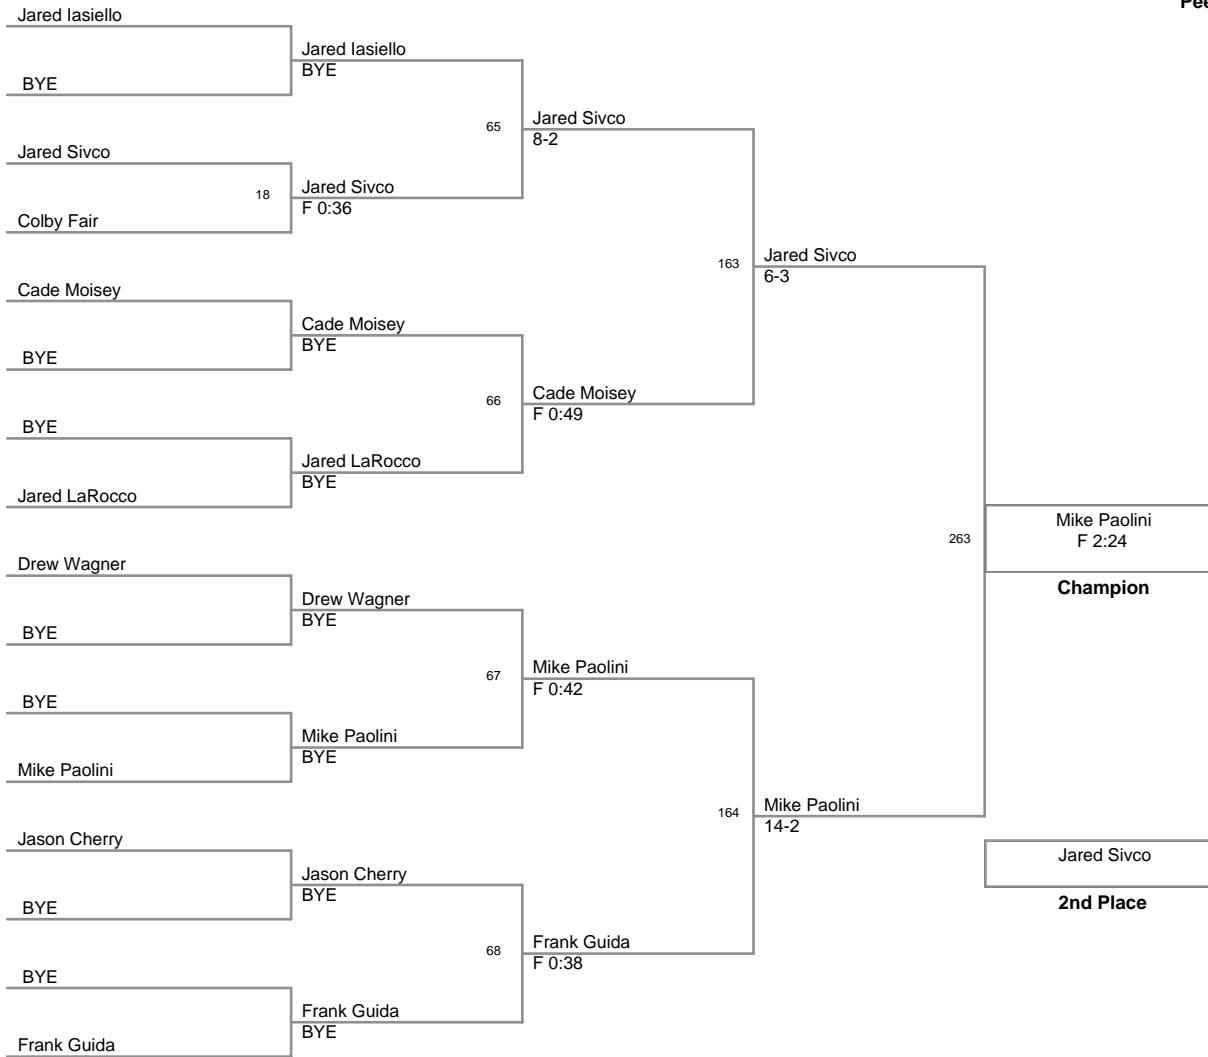 Pee
Jared Iasiello
Jared Iasiello
BYE
BYE
65
Jared Sivco
8-2
Jared Sivco
18
Jared Sivco
F 0:36
Colby Fair
163
Jared Sivco
6-3
Cade Moisey
Cade Moisey
BYE
BYE
66
Cade Moisey
F 0:49
BYE
Jared LaRocco
BYE
Jared LaRocco
263
Mike Paolini
F 2:24
Champion
Drew Wagner
Drew Wagner
BYE
BYE
67
Mike Paolini
F 0:42
BYE
Mike Paolini
BYE
Mike Paolini
164
Mike Paolini
14-2
Jason Cherry
Jason Cherry
BYE
BYE
68
Frank Guida
F 0:38
BYE
Frank Guida
BYE
Frank Guida
Jared Sivco
2nd Place